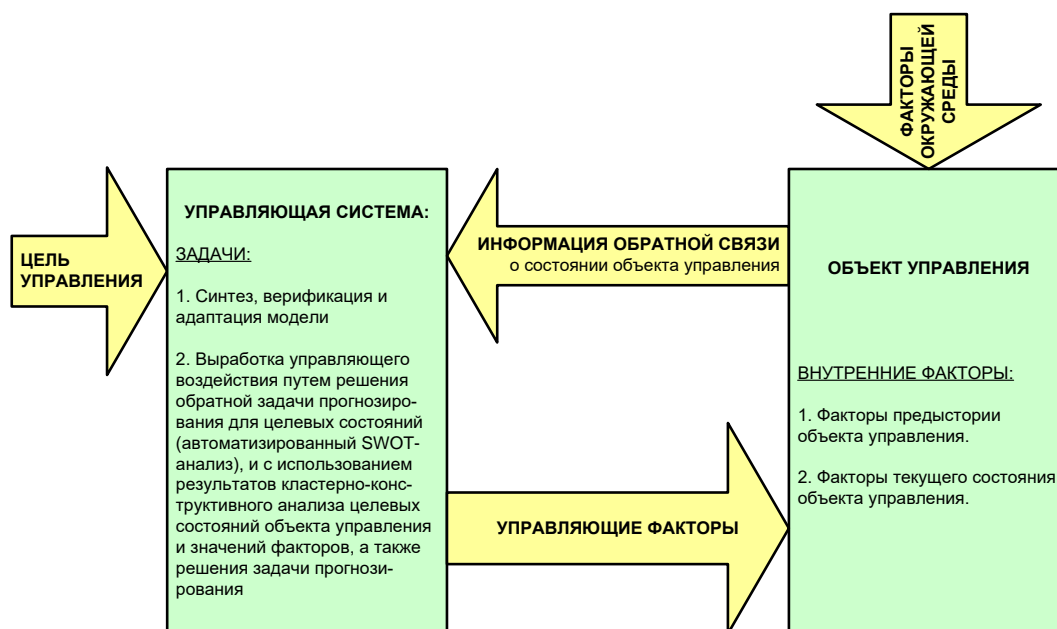 ФАКТОРЫ
ОКРУЖАЮЩЕЙ
СРЕДЫ
ЦЕЛЬ
УПРАВЛЕНИЯ
УПРАВЛЯЮЩАЯ СИСТЕМА:
ЗАДАЧИ:
1. Синтез, верификация и
адаптация модели
2. Выработка управляющего
воздействия путем решения
обратной задачи прогнозиро-
вания для целевых состояний
(автоматизированный SWOT-
анализ), и с использованием
результатов кластерно-конс-
труктивного анализа целевых
состояний объекта управления
и значений факторов, а также
решения задачи прогнози-
рования
ИНФОРМАЦИЯ ОБРАТНОЙ СВЯЗИ
о состоянии объекта управления
УПРАВЛЯЮЩИЕ ФАКТОРЫ
ОБЪЕКТ УПРАВЛЕНИЯ
ВНУТРЕННИЕ ФАКТОРЫ:
1. Факторы предыстории
объекта управления.
2. Факторы текущего состояния
объекта управления.